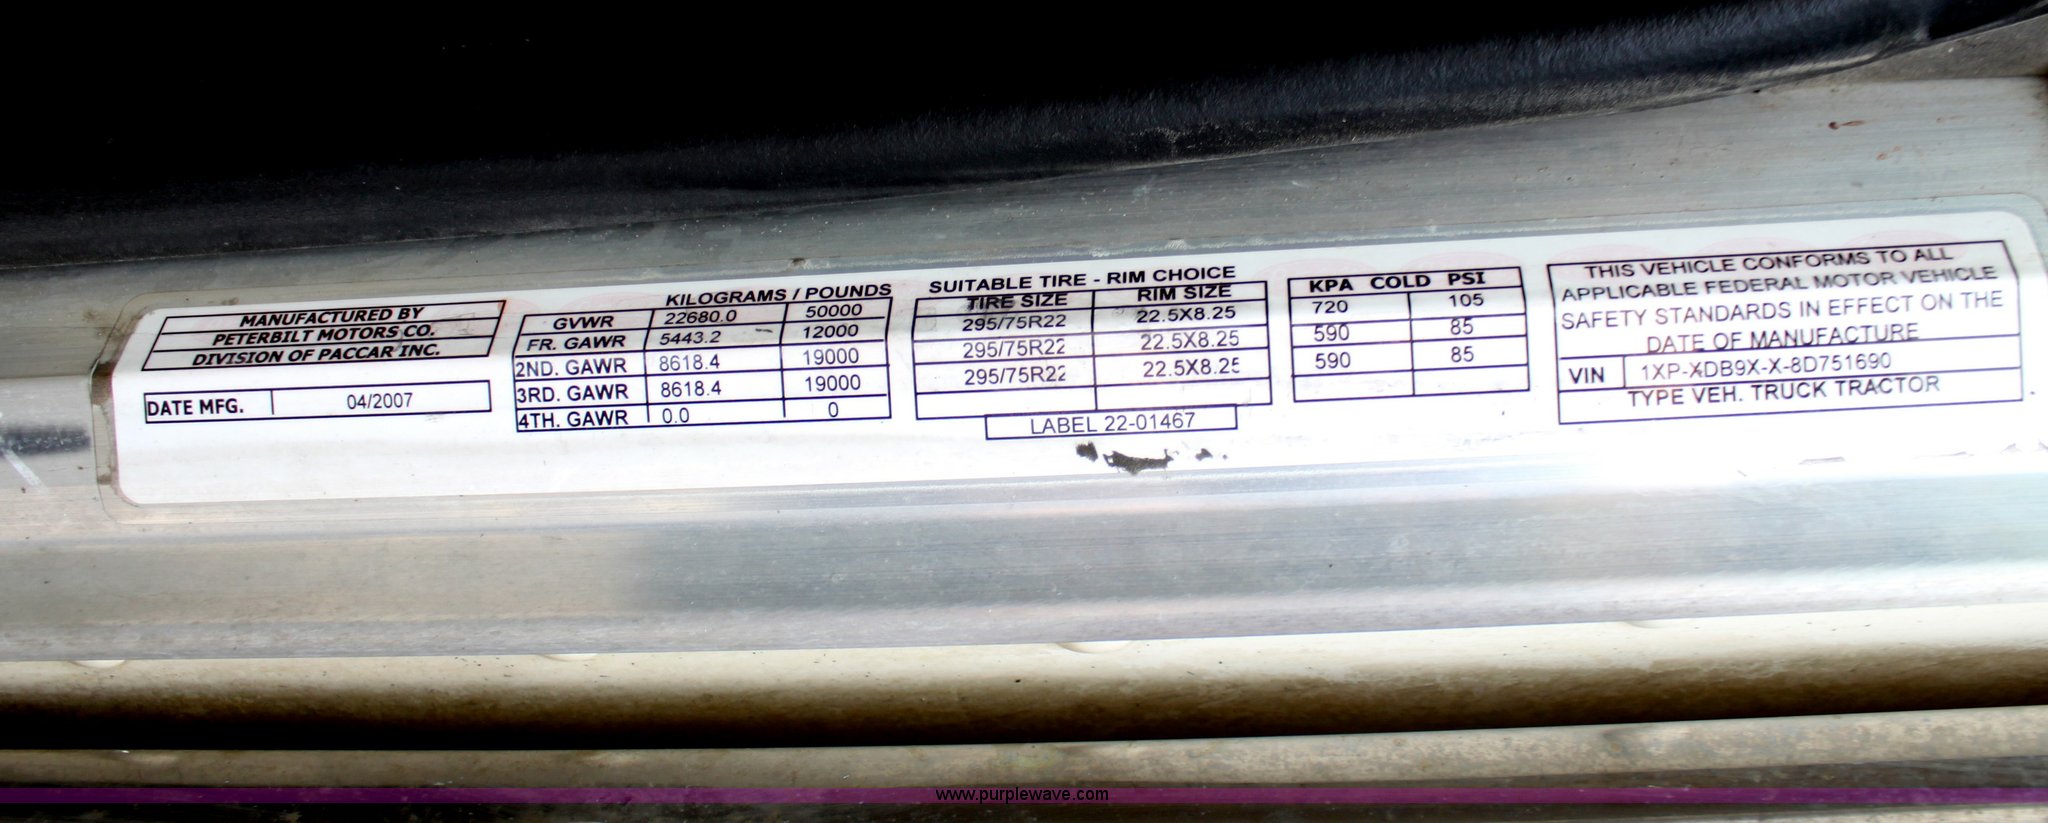 MANUFACTURED BY
PETERBILT MOTORS CO.
DIVISION OF PACCAR INC.
DATE MFG. 04/2007
KILOGRAMS / POUNDS
GVWR 22680.0 50000
FR. GAWR 5443.2 12000
2ND. GAWR 8618.4 19000
3RD. GAWR 8618.4 19000
4TH. GAWR 0.0 0
SUITABLE TIRE - RIM CHOICE
TIRE SIZE RIM SIZE
295/75R22 22.5X8.25
295/75R22 22.5X8.25
295/75R22 22.5X8.25
LABEL 22-01467
KPA COLD PSI
720 105
590 85
590 85
THIS VEHICLE CONFORMS TO ALL
APPLICABLE FEDERAL MOTOR VEHICLE
SAFETY STANDARDS IN EFFECT ON THE
DATE OF MANUFACTURE
VIN 1XP-XDB9X-X-8D751690
TYPE VEH. TRUCK TRACTOR
www.purplewave.com